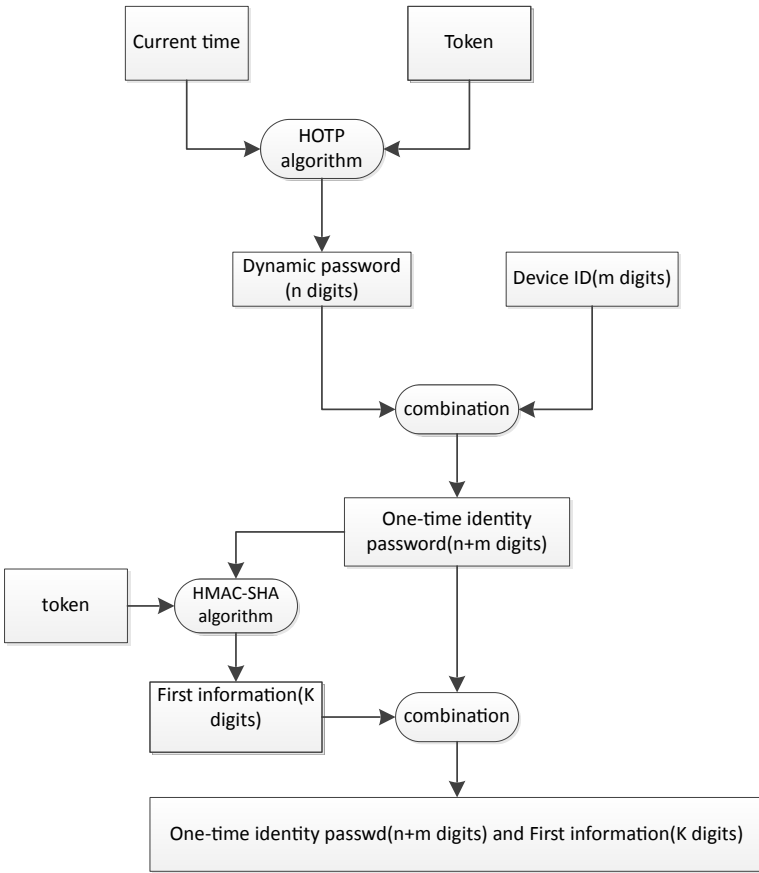 Current time
Token
HOTP
algorithm
Dynamic password
(n digits)
Device ID(m digits)
combination
One-time identity
password(n+m digits)
HMAC-SHA
algorithm
token
First information(K
digits)
combination
One-time identity passwd(n+m digits) and First information(K digits)